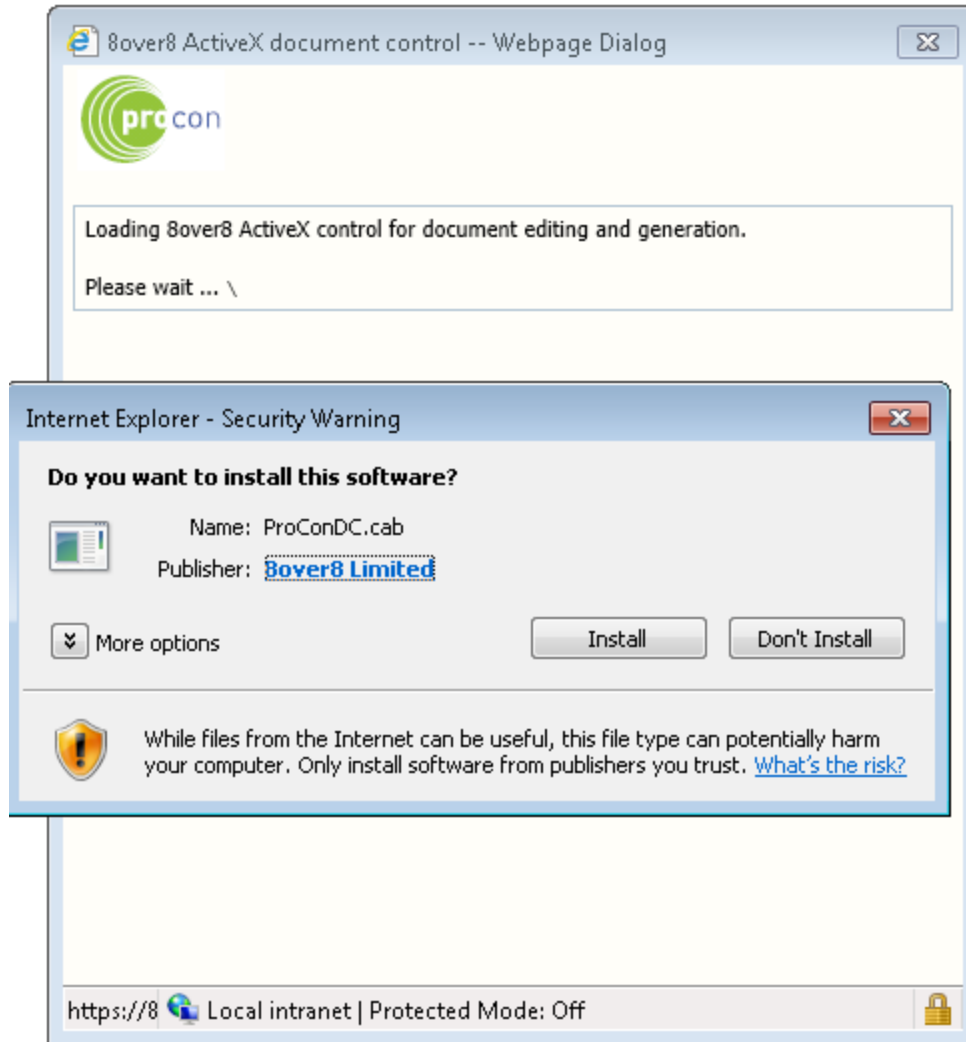 8over8 ActiveX document control -- Webpage Dialog
procon
Loading 8over8 ActiveX control for document editing and generation.
Please wait ... \
Internet Explorer - Security Warning
Do you want to install this software?
Name: ProConDC.cab
Publisher: 8over8 Limited
More options
Install
Don't Install
While files from the Internet can be useful, this file type can potentially harm
your computer. Only install software from publishers you trust. What's the risk?
https://8
Local intranet | Protected Mode: Off